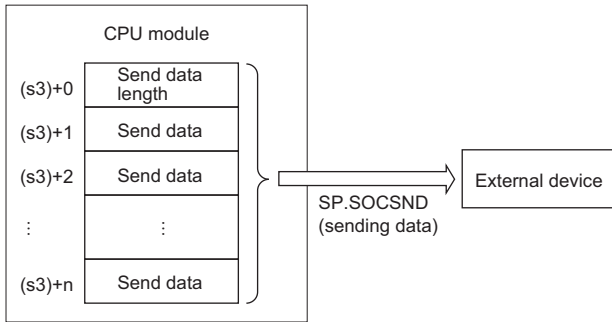 CPU module
(s3)+0 Send data
length
(s3)+1 Send data
(s3)+2 Send data
⋮ ⋮
(s3)+n Send data
SP.SOCSND
(sending data)
External device